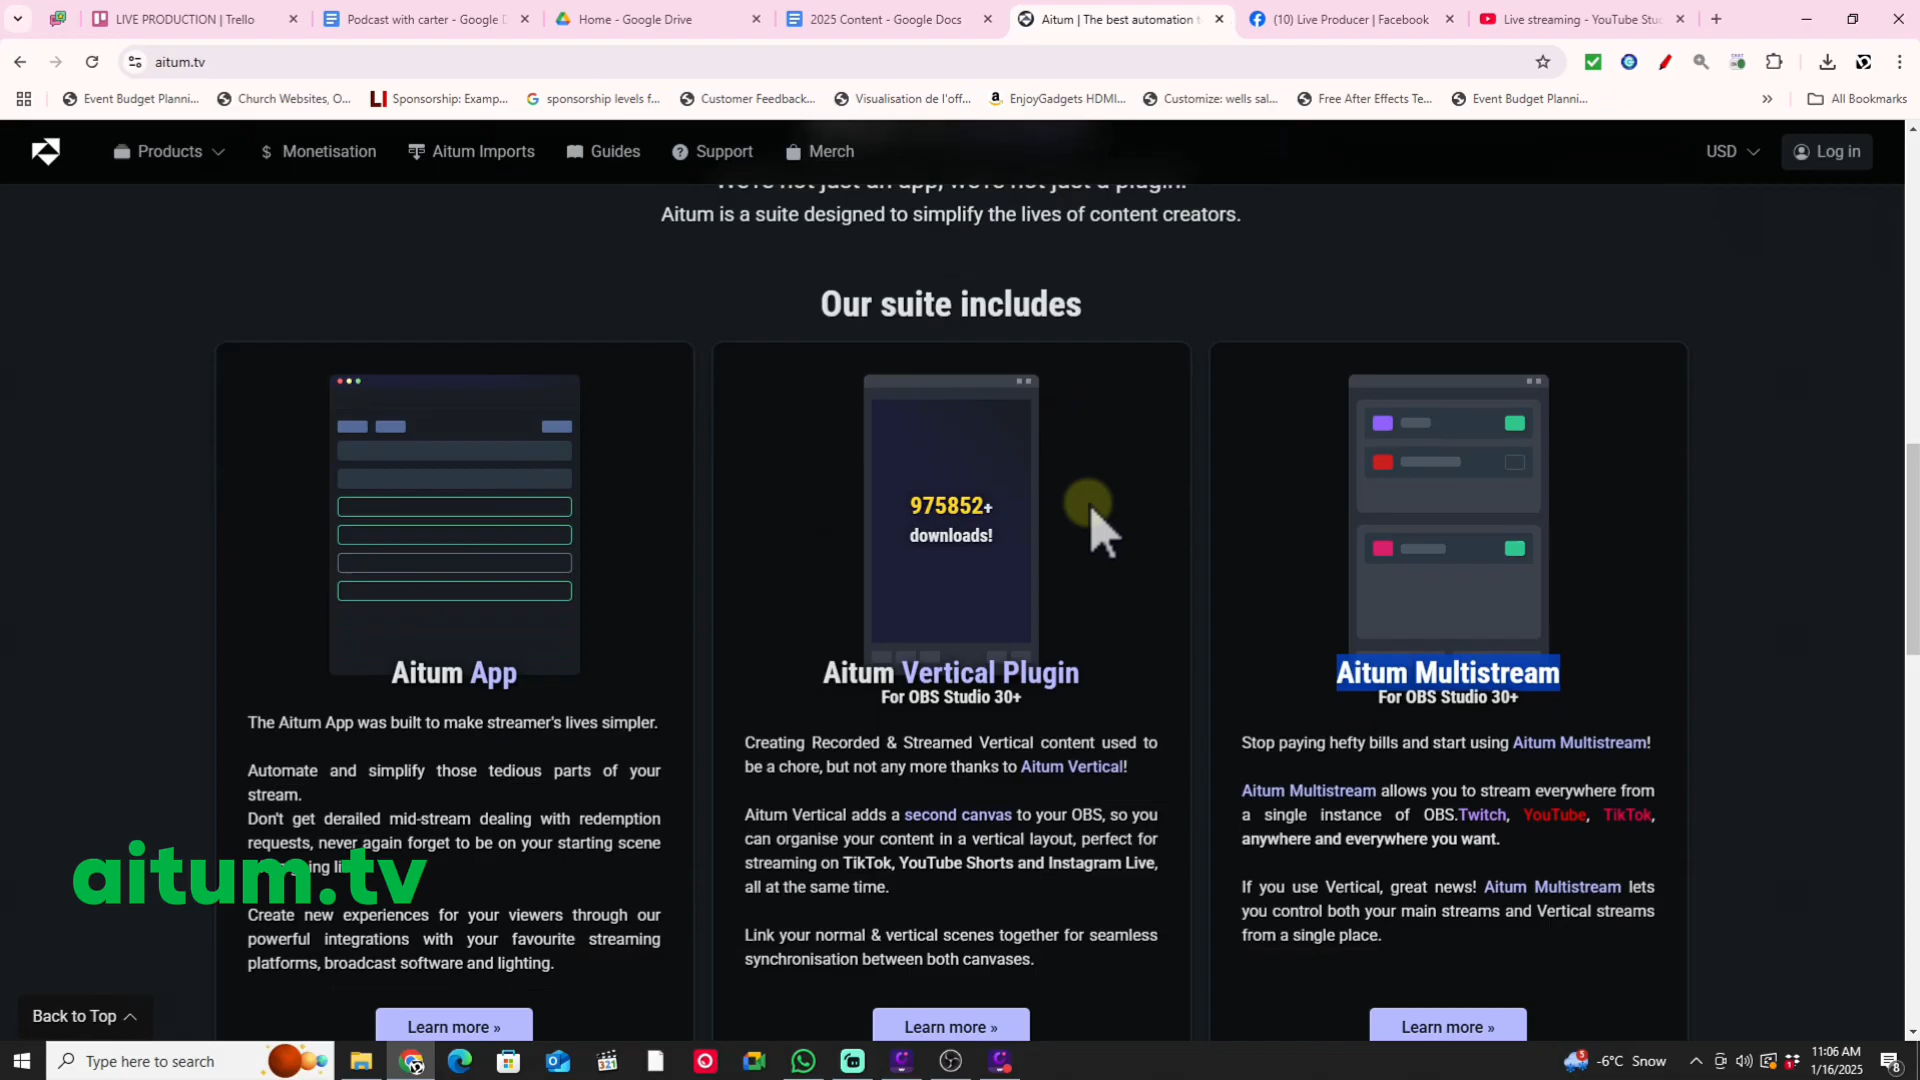 LIVE PRODUCTION | Trello
Podcast with carter - Google D
Home - Google Drive
2025 Content - Google Docs
Aitum | The best automation t
(10) Live Producer | Facebook
Live streaming - YouTube Stu
aitum.tv
Event Budget Planni...
Church Websites, O...
Sponsorship: Examp...
sponsorship levels f...
Customer Feedback...
Visualisation de l'off...
EnjoyGadgets HDMI...
Customize: wells sal...
Free After Effects Te...
Event Budget Planni...
All Bookmarks
Products
Monetisation
Aitum Imports
Guides
Support
Merch
USD
Log in
We're not just an app, we're not just a plugin.
Aitum is a suite designed to simplify the lives of content creators.
Our suite includes
Aitum App
The Aitum App was built to make streamer's lives simpler.
Automate and simplify those tedious parts of your
stream.
Don't get derailed mid-stream dealing with redemption
requests, never again forget to be on your starting scene
Create new experiences for your viewers through our
powerful integrations with your favourite streaming
platforms, broadcast software and lighting.
Learn more »
975852+
downloads!
Aitum Vertical Plugin
For OBS Studio 30+
Creating Recorded & Streamed Vertical content used to
be a chore, but not any more thanks to Aitum Vertical!
Aitum Vertical adds a second canvas to your OBS, so you
can organise your content in a vertical layout, perfect for
streaming on TikTok, YouTube Shorts and Instagram Live,
all at the same time.
Link your normal & vertical scenes together for seamless
synchronisation between both canvases.
Learn more »
Aitum Multistream
For OBS Studio 30+
Stop paying hefty bills and start using Aitum Multistream!
Aitum Multistream allows you to stream everywhere from
a single instance of OBS.Twitch, YouTube, TikTok,
anywhere and everywhere you want.
If you use Vertical, great news! Aitum Multistream lets
you control both your main streams and Vertical streams
from a single place.
Learn more »
aitum.tv
Back to Top
Type here to search
-6°C Snow
11:06 AM
1/16/2025
8